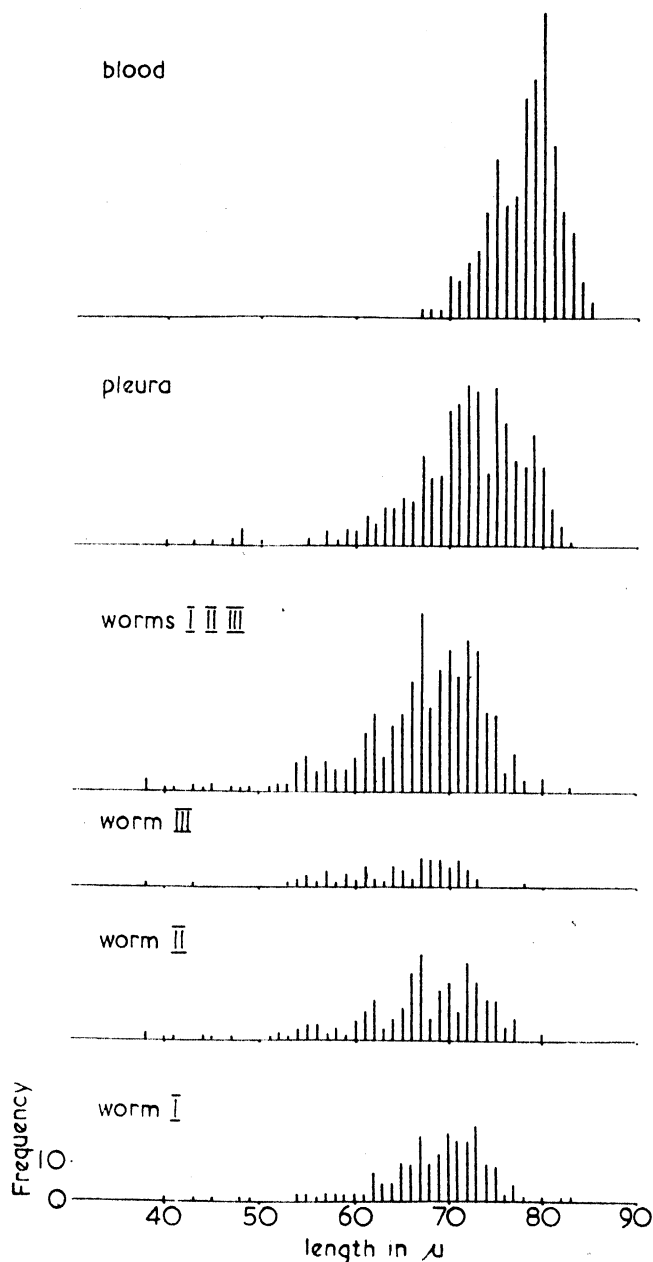 blood
pleura
worms I II III
worm III
worm II
worm I
Frequency
10
0
40 50 60 70 80 90
length in μ